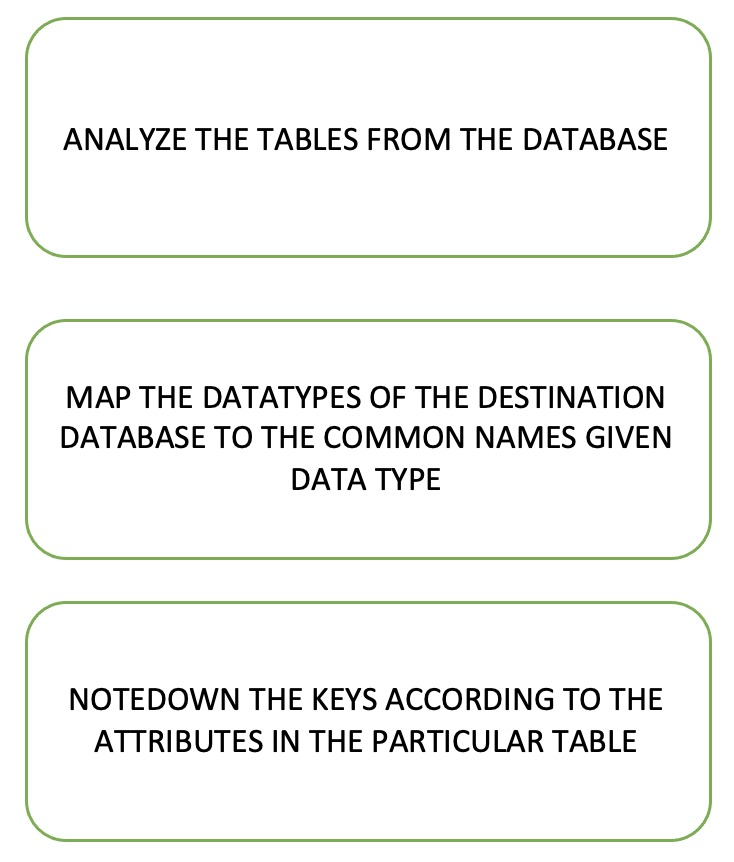 ANALYZE THE TABLES FROM THE DATABASE
MAP THE DATATYPES OF THE DESTINATION
DATABASE TO THE COMMON NAMES GIVEN
DATA TYPE
NOTEDOWN THE KEYS ACCORDING TO THE
ATTRIBUTES IN THE PARTICULAR TABLE